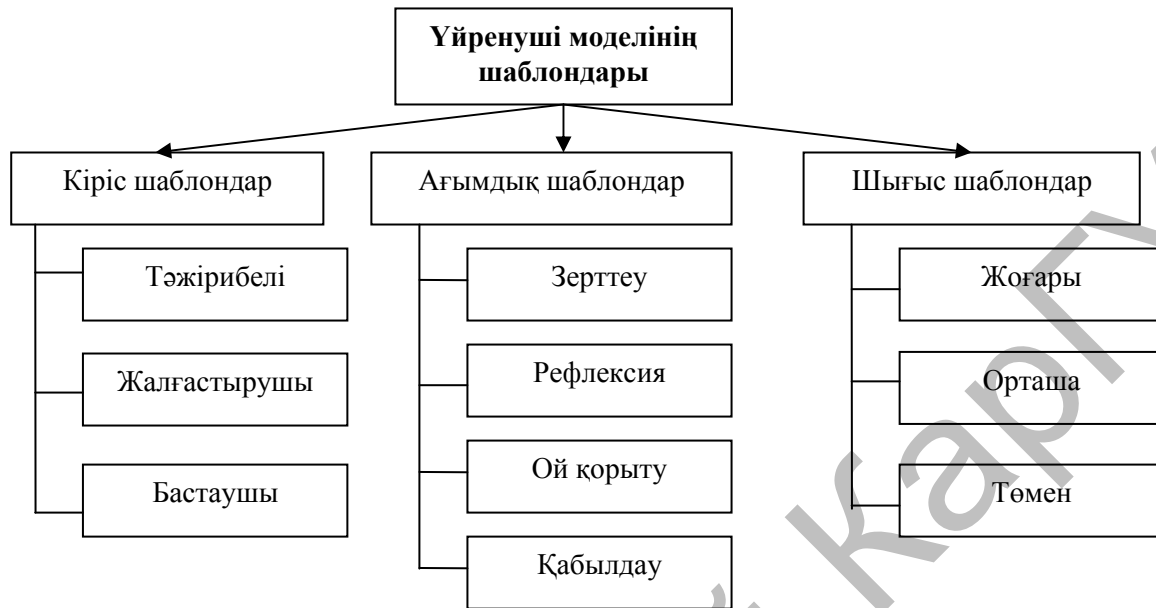 Үйренуші моделінің
шаблондары
Кіріс шаблондар
Тәжірибелі
Жалғастырушы
Бастаушы
Ағымдық шаблондар
Зерттеу
Рефлексия
Ой қорыту
Қабылдау
Шығыс шаблондар
Жоғары
Орташа
Төмен